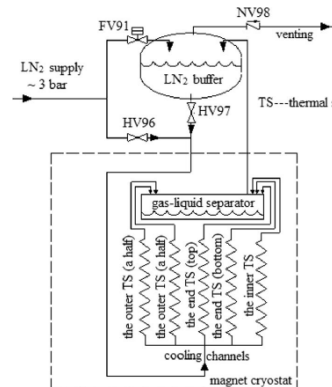 NV98
FV91
venting
LN₂ supply
~ 3 bar
LN₂ buffer
HV97
TS---thermal
HV96
gas-liquid separator
the outer TS (a half)
the outer TS (a half)
the end TS (top)
the end TS (bottom)
the inner TS
cooling channels
magnet cryostat